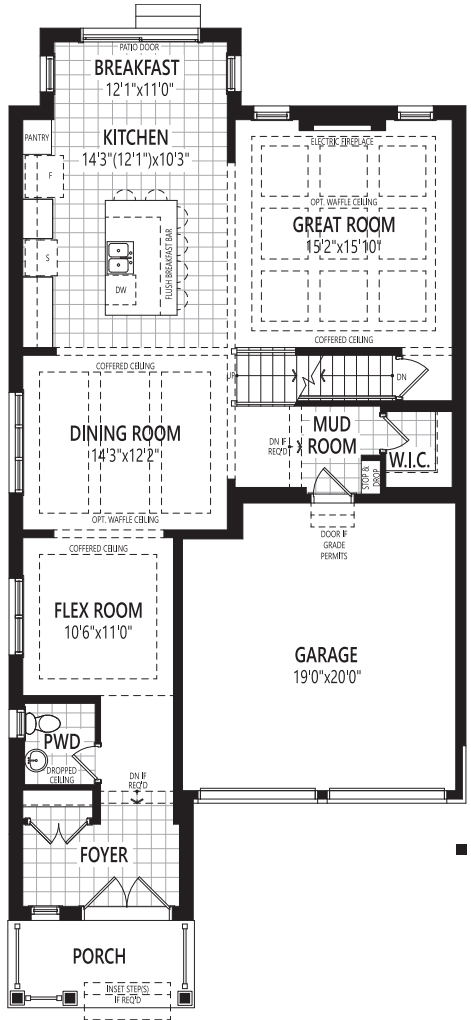 PATIO DOOR
BREAKFAST
12'1"x11'0"
PANTRY
KITCHEN
14'3"(12'1")x10'3"
F
S
DW
FLUSH BREAKFAST BAR
ELECTRIC FIREPLACE
OPT. WAFFLE CEILING
GREAT ROOM
15'2"x15'10"
COFFERED CEILING
COFFERED CEILING
UP
DN
DINING ROOM
14'3"x12'2"
OPT. WAFFLE CEILING
DN IF
REQ'D
MUD
ROOM
W.I.C.
STOP &
DROP
DOOR IF
GRADE
PERMITS
COFFERED CEILING
FLEX ROOM
10'6"x11'0"
GARAGE
19'0"x20'0"
PWD
DROPPED
CEILING
DN IF
REQ'D
FOYER
PORCH
INSET STEP(S)
IF REQ'D